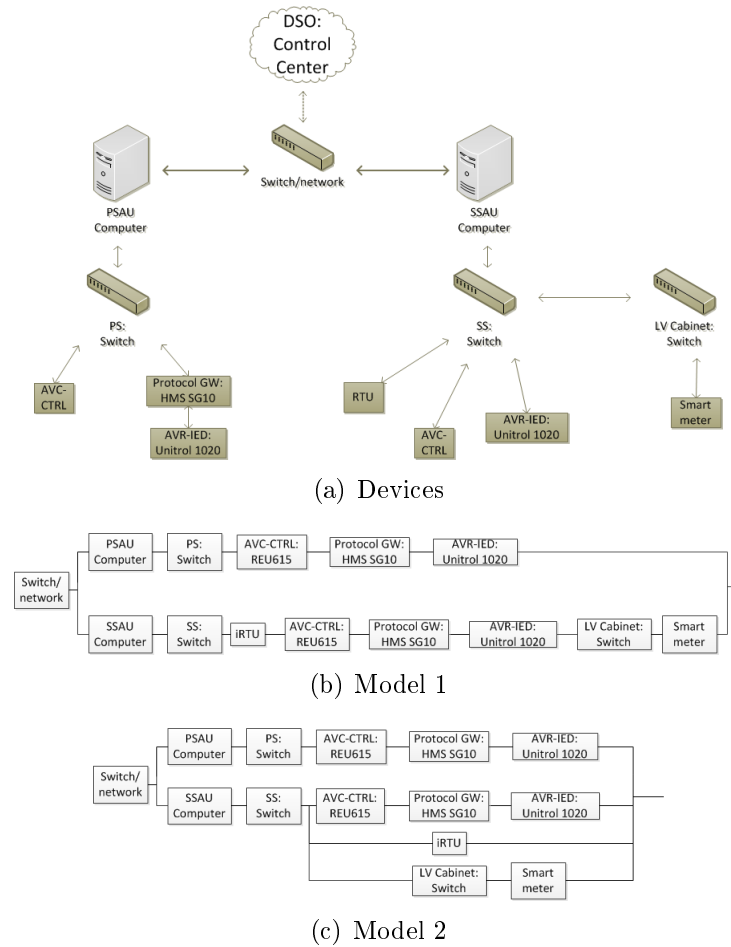 DSO:
Control
Center
Switch/network
PSAU
Computer
SSAU
Computer
PS:
Switch
SS:
Switch
LV Cabinet:
Switch
AVC-
CTRL
Protocol GW:
HMS SG10
AVR-IED:
Unitrol 1020
RTU
AVC-
CTRL
AVR-IED:
Unitrol 1020
Smart
meter
(a) Devices
Switch/
network
PSAU
Computer
PS:
Switch
AVC-CTRL:
REU615
Protocol GW:
HMS SG10
AVR-IED:
Unitrol 1020
SSAU
Computer
SS:
Switch
iRTU
AVC-CTRL:
REU615
Protocol GW:
HMS SG10
AVR-IED:
Unitrol 1020
LV Cabinet:
Switch
Smart
meter
(b) Model 1
Switch/
network
PSAU
Computer
PS:
Switch
AVC-CTRL:
REU615
Protocol GW:
HMS SG10
AVR-IED:
Unitrol 1020
SSAU
Computer
SS:
Switch
AVC-CTRL:
REU615
Protocol GW:
HMS SG10
AVR-IED:
Unitrol 1020
iRTU
LV Cabinet:
Switch
Smart
meter
(c) Model 2